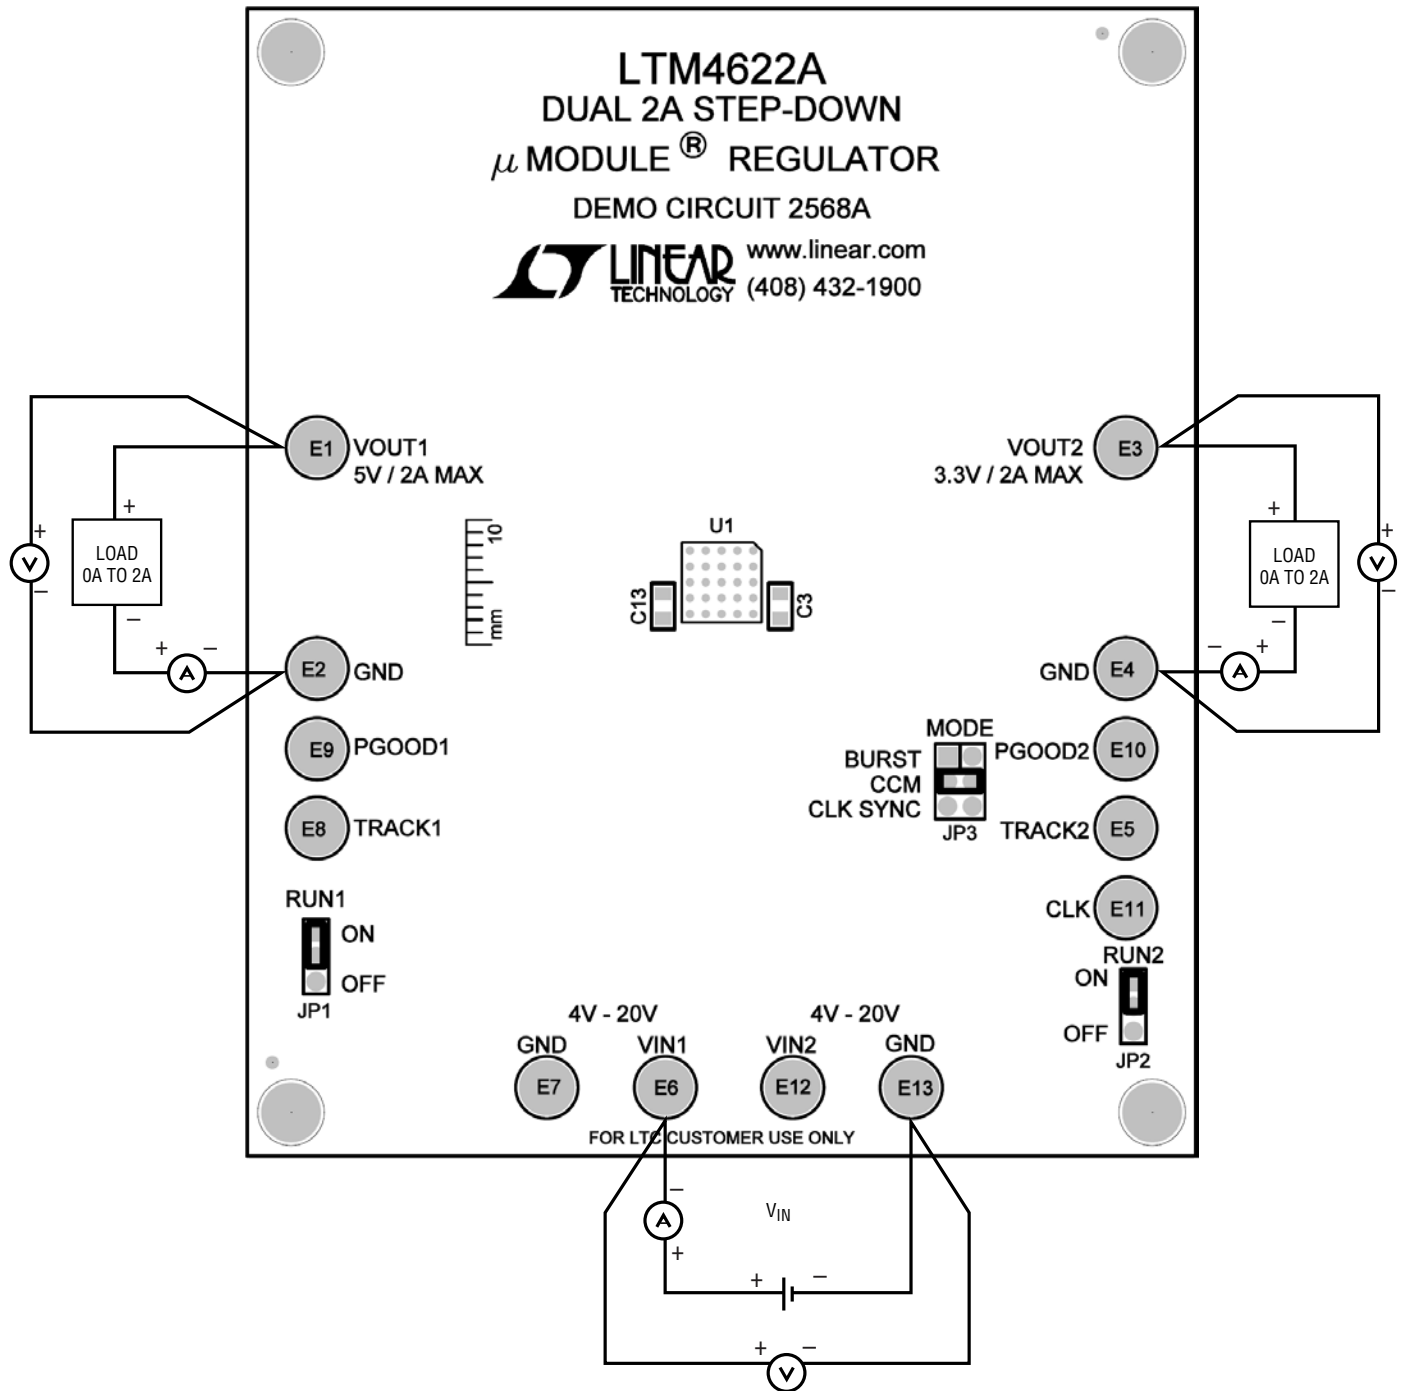 LTM4622A
DUAL 2A STEP-DOWN
μ MODULE ® REGULATOR
DEMO CIRCUIT 2568A
LINEAR TECHNOLOGY
www.linear.com
(408) 432-1900
E1 VOUT1
5V / 2A MAX
VOUT2 E3
3.3V / 2A MAX
+
+
V
−
LOAD
0A TO 2A
−
+ A −
10
mm
U1
C13
C3
+
+
V
−
LOAD
0A TO 2A
−
− A +
E2 GND
GND E4
E9 PGOOD1
PGOOD2 E10
E8 TRACK1
TRACK2 E5
MODE
BURST
CCM
CLK SYNC
JP3
CLK E11
RUN1
ON
OFF
JP1
RUN2
ON
OFF
JP2
4V - 20V
4V - 20V
GND VIN1 VIN2 GND
E7 E6 E12 E13
FOR LTC CUSTOMER USE ONLY
−
A
+
VIN
+ −
+ −
V